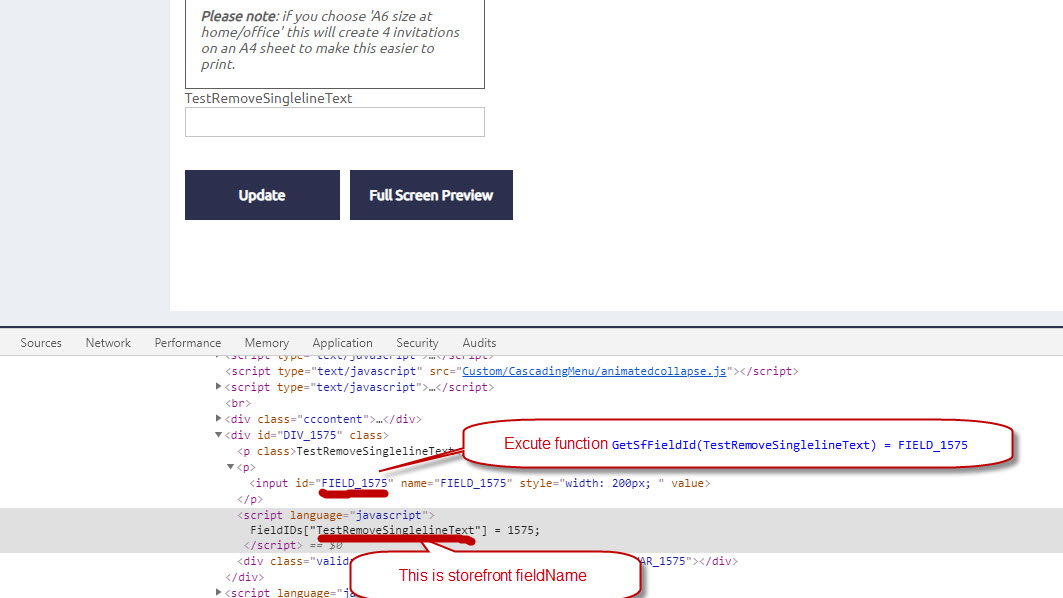 Please note: if you choose 'A6 size at
home/office' this will create 4 invitations
on an A4 sheet to make this easier to
print.
TestRemoveSinglelineText
Update
Full Screen Preview
Sources Network Performance Memory Application Security Audits
<script type="text/javascript">…</script>
<script type="text/javascript" src="Custom/CascadingMenu/animatedcollapse.js"></script>
<script type="text/javascript">…</script>
<br>
<div class="cccontent">…</div>
<div id="DIV_1575" class>
<p class>TestRemoveSinglelineText
Excute function GetSfFieldId(TestRemoveSinglelineText) = FIELD_1575
<p>
<input id="FIELD_1575" name="FIELD_1575" style="width: 200px; " value>
</p>
<script language="javascript">
FieldIDs["TestRemoveSinglelineText"] = 1575;
</script> == $0
<div class="valid
AR_1575"></div>
This is storefront fieldName
</div>
<script language="ja